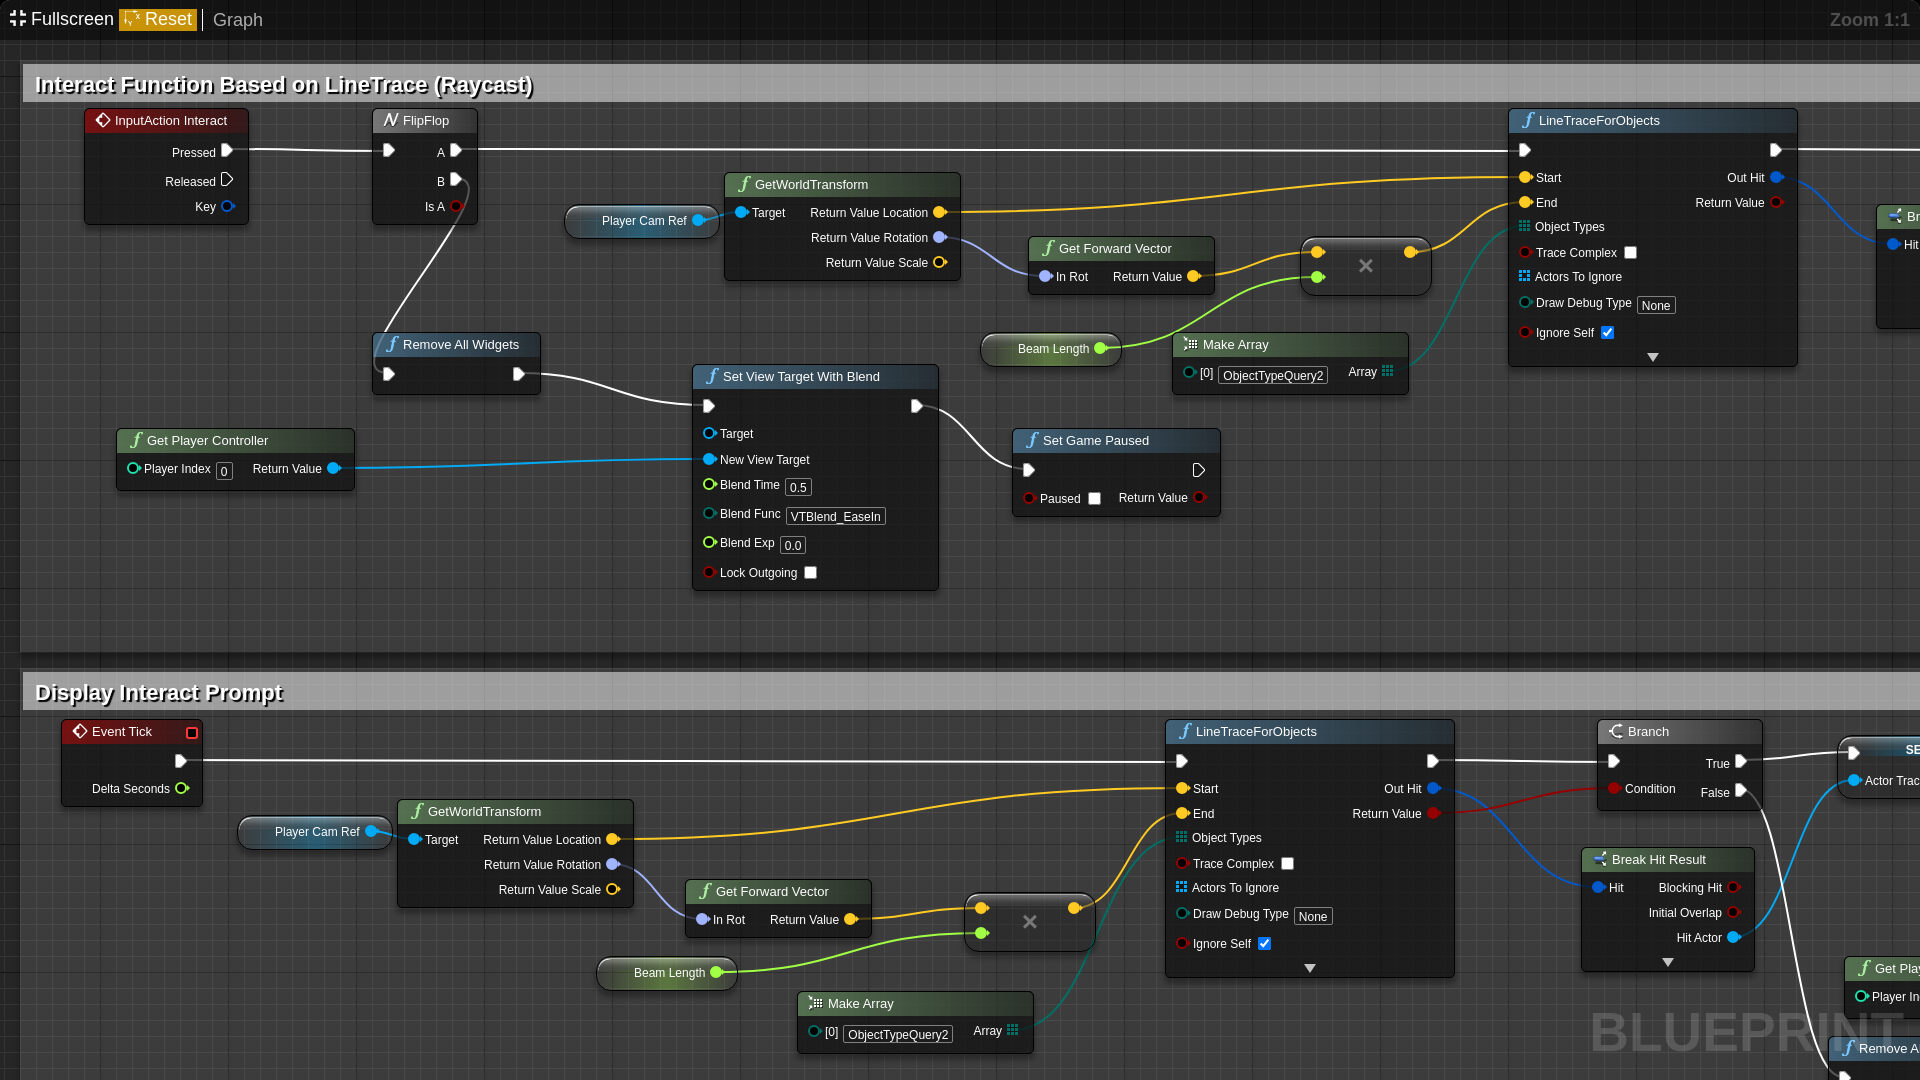 Fullscreen Reset Graph Zoom 1:1
Interact Function Based on LineTrace (Raycast)
InputAction Interact
Pressed
Released
Key
FlipFlop
A
B
Is A
Player Cam Ref
GetWorldTransform
Target Return Value Location
Return Value Rotation
Return Value Scale
Get Forward Vector
In Rot Return Value
Beam Length
Make Array
[0] ObjectTypeQuery2 Array
LineTraceForObjects
Start Out Hit
End Return Value
Object Types
Trace Complex
Actors To Ignore
Draw Debug Type None
Ignore Self
Br
Hit
Remove All Widgets
Get Player Controller
Player Index 0 Return Value
Set View Target With Blend
Target
New View Target
Blend Time 0.5
Blend Func VTBlend_EaseIn
Blend Exp 0.0
Lock Outgoing
Set Game Paused
Paused Return Value
Display Interact Prompt
Event Tick
Delta Seconds
Player Cam Ref
GetWorldTransform
Target Return Value Location
Return Value Rotation
Return Value Scale
Get Forward Vector
In Rot Return Value
Beam Length
Make Array
[0] ObjectTypeQuery2 Array
LineTraceForObjects
Start Out Hit
End Return Value
Object Types
Trace Complex
Actors To Ignore
Draw Debug Type None
Ignore Self
Branch
True
Condition False
SE
Actor Trac
Break Hit Result
Hit Blocking Hit
Initial Overlap
Hit Actor
Get Play
Player In
Remove A
BLUEPRINT